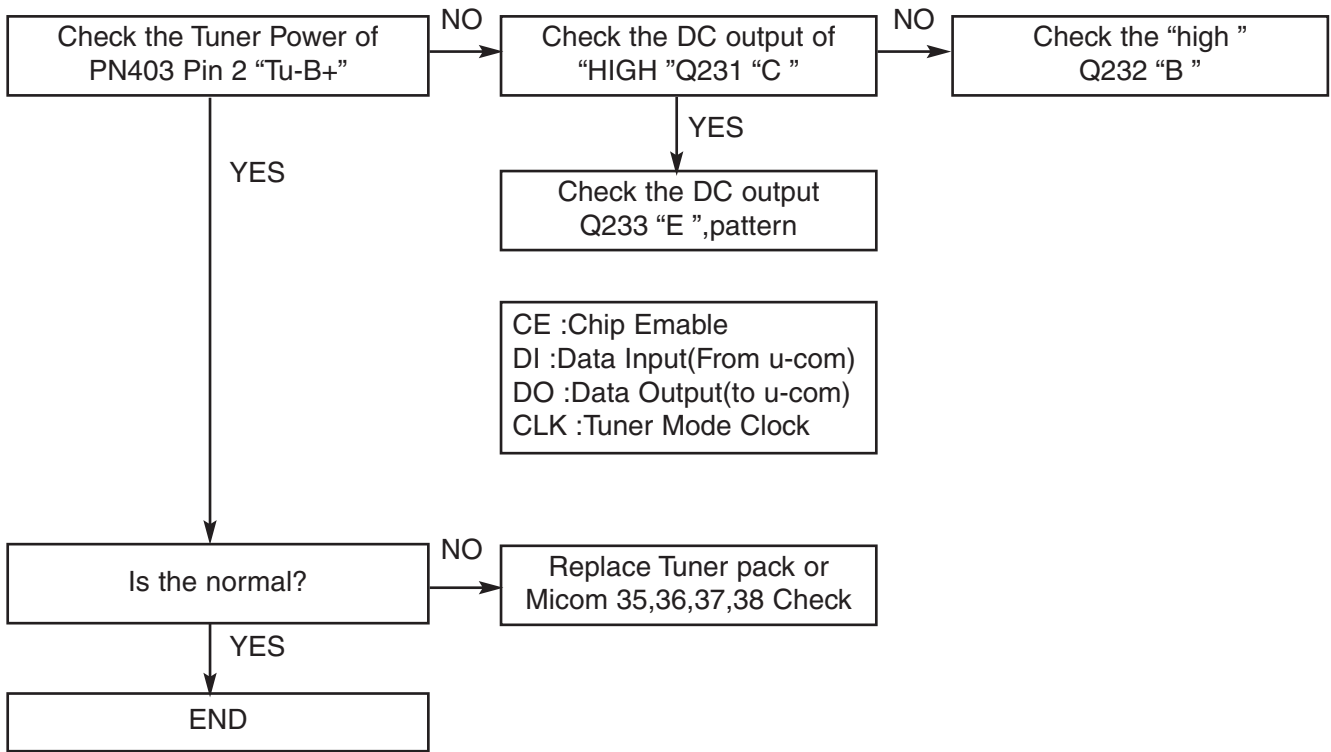 Check the Tuner Power of
PN403 Pin 2 “Tu-B+”
NO
Check the DC output of
“HIGH ”Q231 “C ”
NO
Check the “high ”
Q232 “B ”
YES
YES
Check the DC output
Q233 “E ”,pattern
CE :Chip Emable
DI :Data Input(From u-com)
DO :Data Output(to u-com)
CLK :Tuner Mode Clock
Is the normal?
NO
Replace Tuner pack or
Micom 35,36,37,38 Check
YES
END